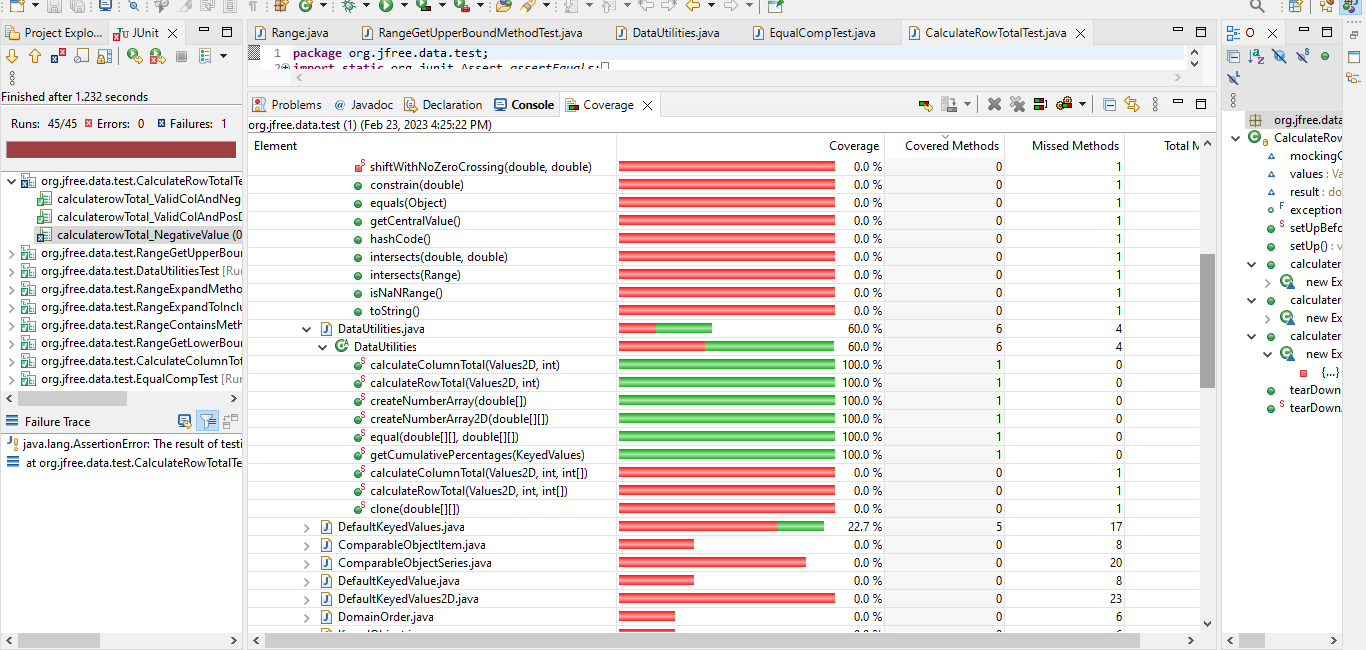 Project Explo... JUnit
Finished after 1.232 seconds
Runs: 45/45 Errors: 0 Failures: 1
org.jfree.data.test.CalculateRowTotalTe
calculaterowTotal_ValidColAndNeg
calculaterowTotal_ValidColAndPosD
calculaterowTotal_NegativeValue (0
org.jfree.data.test.RangeGetUpperBoun
org.jfree.data.test.DataUtilitiesTest [Run
org.jfree.data.test.RangeExpandMetho
org.jfree.data.test.RangeExpandToInclu
org.jfree.data.test.RangeContainsMeth
org.jfree.data.test.RangeGetLowerBoun
org.jfree.data.test.CalculateColumnTot
org.jfree.data.test.EqualCompTest [Run
Failure Trace
java.lang.AssertionError: The result of testi
at org.jfree.data.test.CalculateRowTotalTe
Range.java RangeGetUpperBoundMethodTest.java DataUtilities.java EqualCompTest.java CalculateRowTotalTest.java
1 package org.jfree.data.test;
2 import static org.junit.Assert.assertEquals;
Problems Javadoc Declaration Console Coverage
org.jfree.data.test (1) (Feb 23, 2023 4:25:22 PM)
Element Coverage Covered Methods Missed Methods Total M
shiftWithNoZeroCrossing(double, double) 0.0 % 0 1
constrain(double) 0.0 % 0 1
equals(Object) 0.0 % 0 1
getCentralValue() 0.0 % 0 1
hashCode() 0.0 % 0 1
intersects(double, double) 0.0 % 0 1
intersects(Range) 0.0 % 0 1
isNaNRange() 0.0 % 0 1
toString() 0.0 % 0 1
DataUtilities.java 60.0 % 6 4
DataUtilities 60.0 % 6 4
calculateColumnTotal(Values2D, int) 100.0 % 1 0
calculateRowTotal(Values2D, int) 100.0 % 1 0
createNumberArray(double[]) 100.0 % 1 0
createNumberArray2D(double[][]) 100.0 % 1 0
equal(double[][], double[][]) 100.0 % 1 0
getCumulativePercentages(KeyedValues) 100.0 % 1 0
calculateColumnTotal(Values2D, int, int[]) 0.0 % 0 1
calculateRowTotal(Values2D, int, int[]) 0.0 % 0 1
clone(double[][]) 0.0 % 0 1
DefaultKeyedValues.java 22.7 % 5 17
ComparableObjectItem.java 0.0 % 0 8
ComparableObjectSeries.java 0.0 % 0 20
DefaultKeyedValue.java 0.0 % 0 8
DefaultKeyedValues2D.java 0.0 % 0 23
DomainOrder.java 0.0 % 0 6
O
org.jfree.data
CalculateRow
mockingC
values : Va
result : do
exception
setUpBefo
setUp() : v
calculater
new Ex
calculater
new Ex
calculater
new Ex
{...}
tearDown
tearDown.